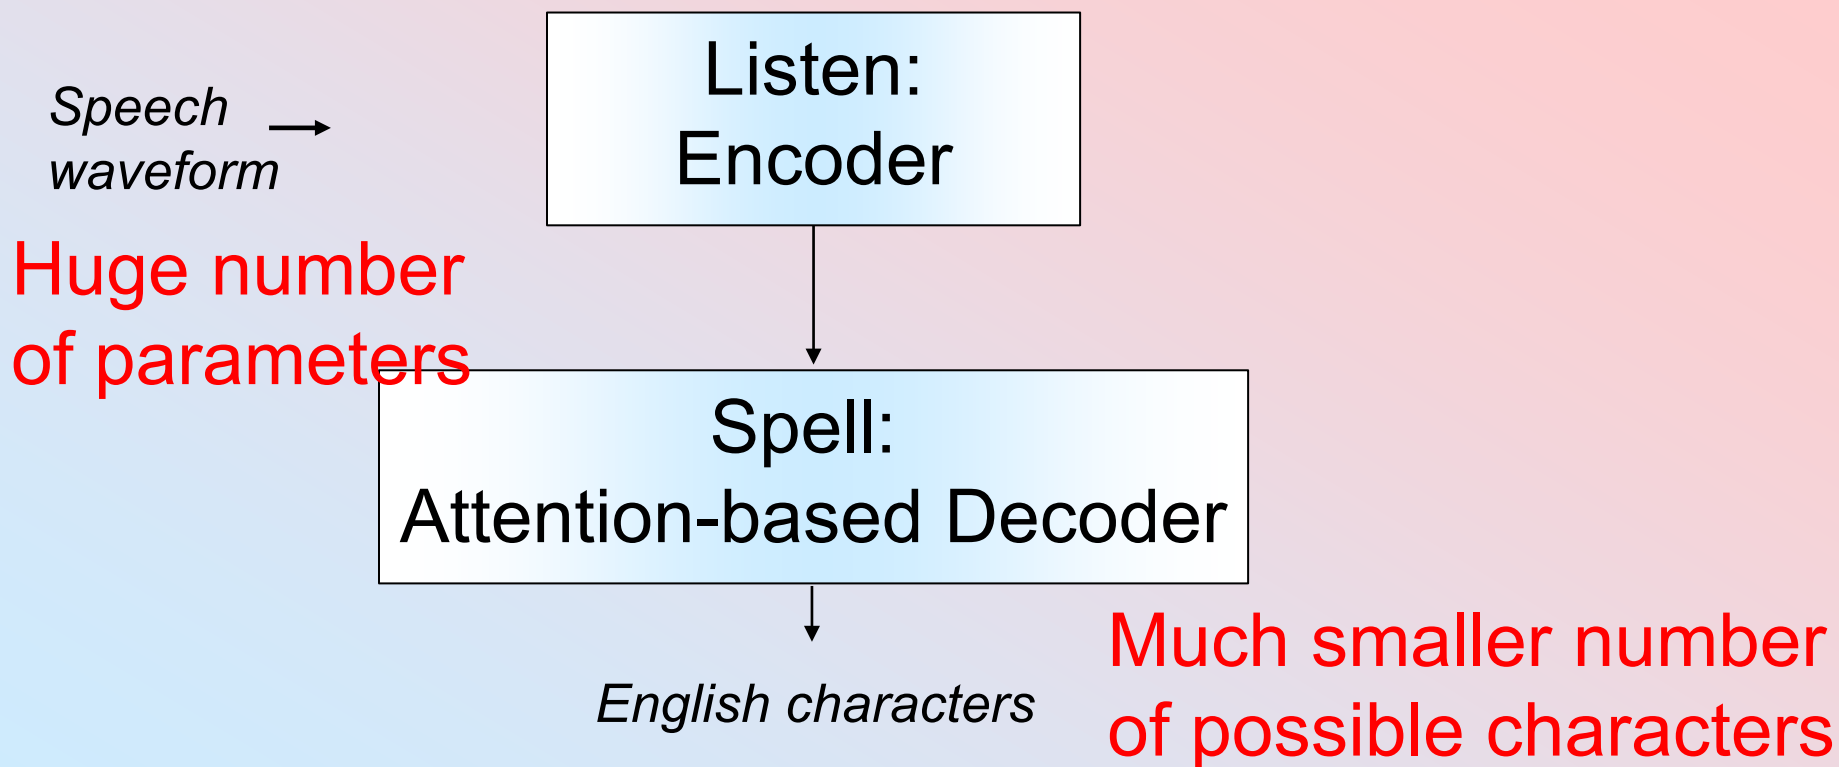 Listen:
Encoder
Speech
waveform
Huge number
of parameters
Spell:
Attention-based Decoder
English characters
Much smaller number
of possible characters